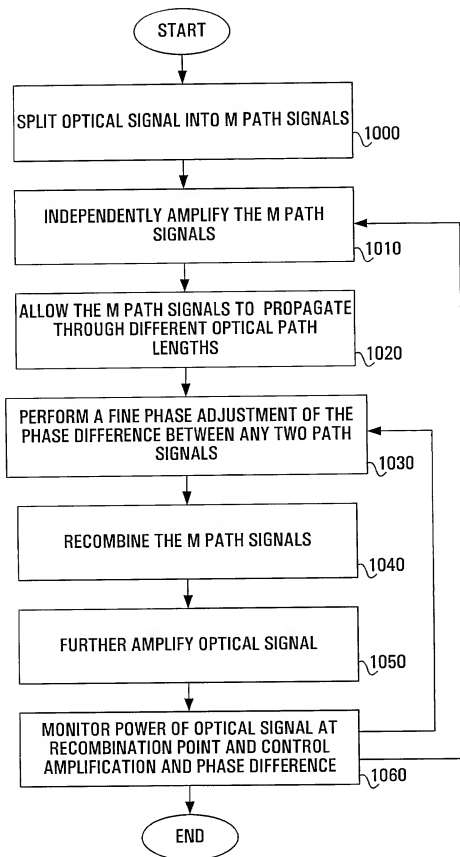 START
SPLIT OPTICAL SIGNAL INTO M PATH SIGNALS
1000
INDEPENDENTLY AMPLIFY THE M PATH
SIGNALS
1010
ALLOW THE M PATH SIGNALS TO PROPAGATE
THROUGH DIFFERENT OPTICAL PATH
LENGTHS
1020
PERFORM A FINE PHASE ADJUSTMENT OF THE
PHASE DIFFERENCE BETWEEN ANY TWO PATH
SIGNALS
1030
RECOMBINE THE M PATH SIGNALS
1040
FURTHER AMPLIFY OPTICAL SIGNAL
1050
MONITOR POWER OF OPTICAL SIGNAL AT
RECOMBINATION POINT AND CONTROL
AMPLIFICATION AND PHASE DIFFERENCE
1060
END